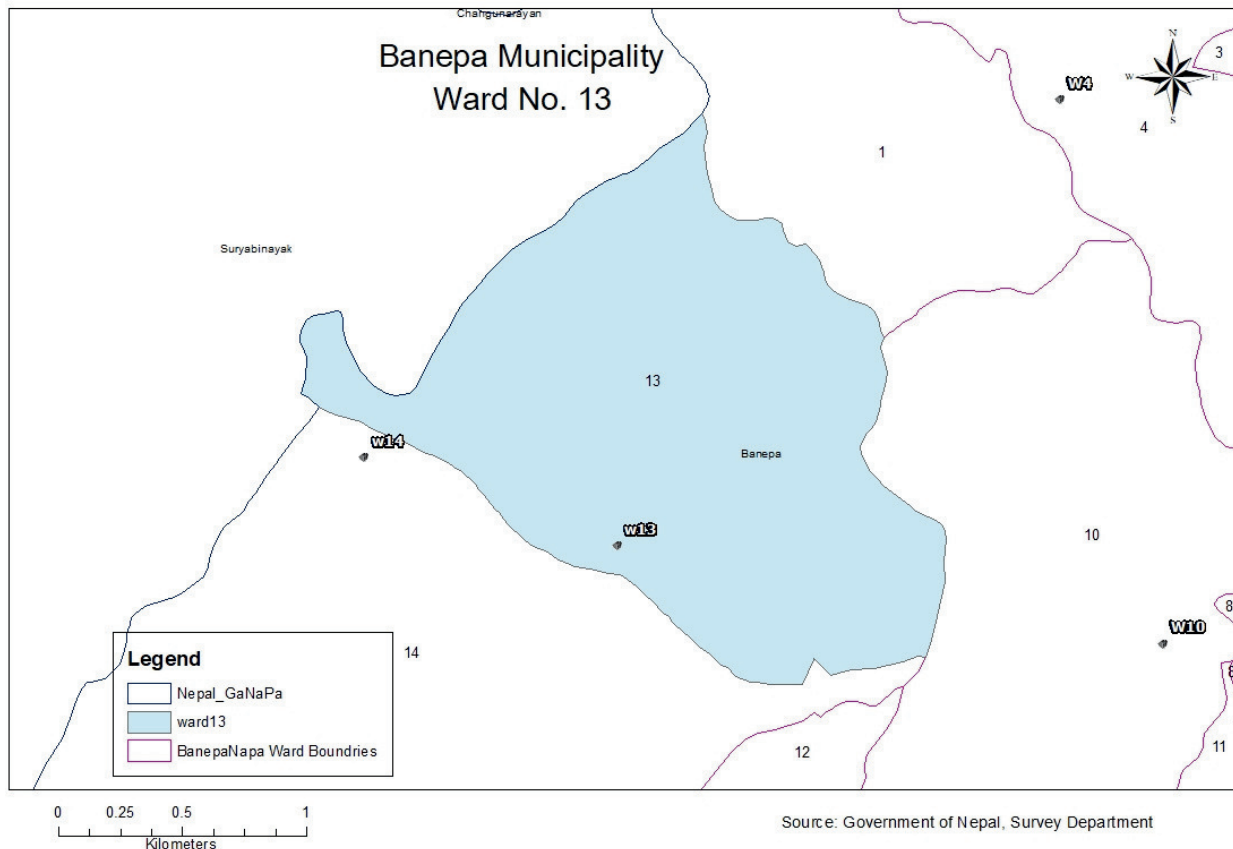 Changunarayan
Banepa Municipality
Ward No. 13
N
W
E
S
3
W4
4
1
Suryabinayak
13
w14
Banepa
w13
10
8
W10
14
8
12
11
Legend
Nepal_GaNaPa
ward13
BanepaNapa Ward Boundries
0 0.25 0.5 1
Kilometers
Source: Government of Nepal, Survey Department